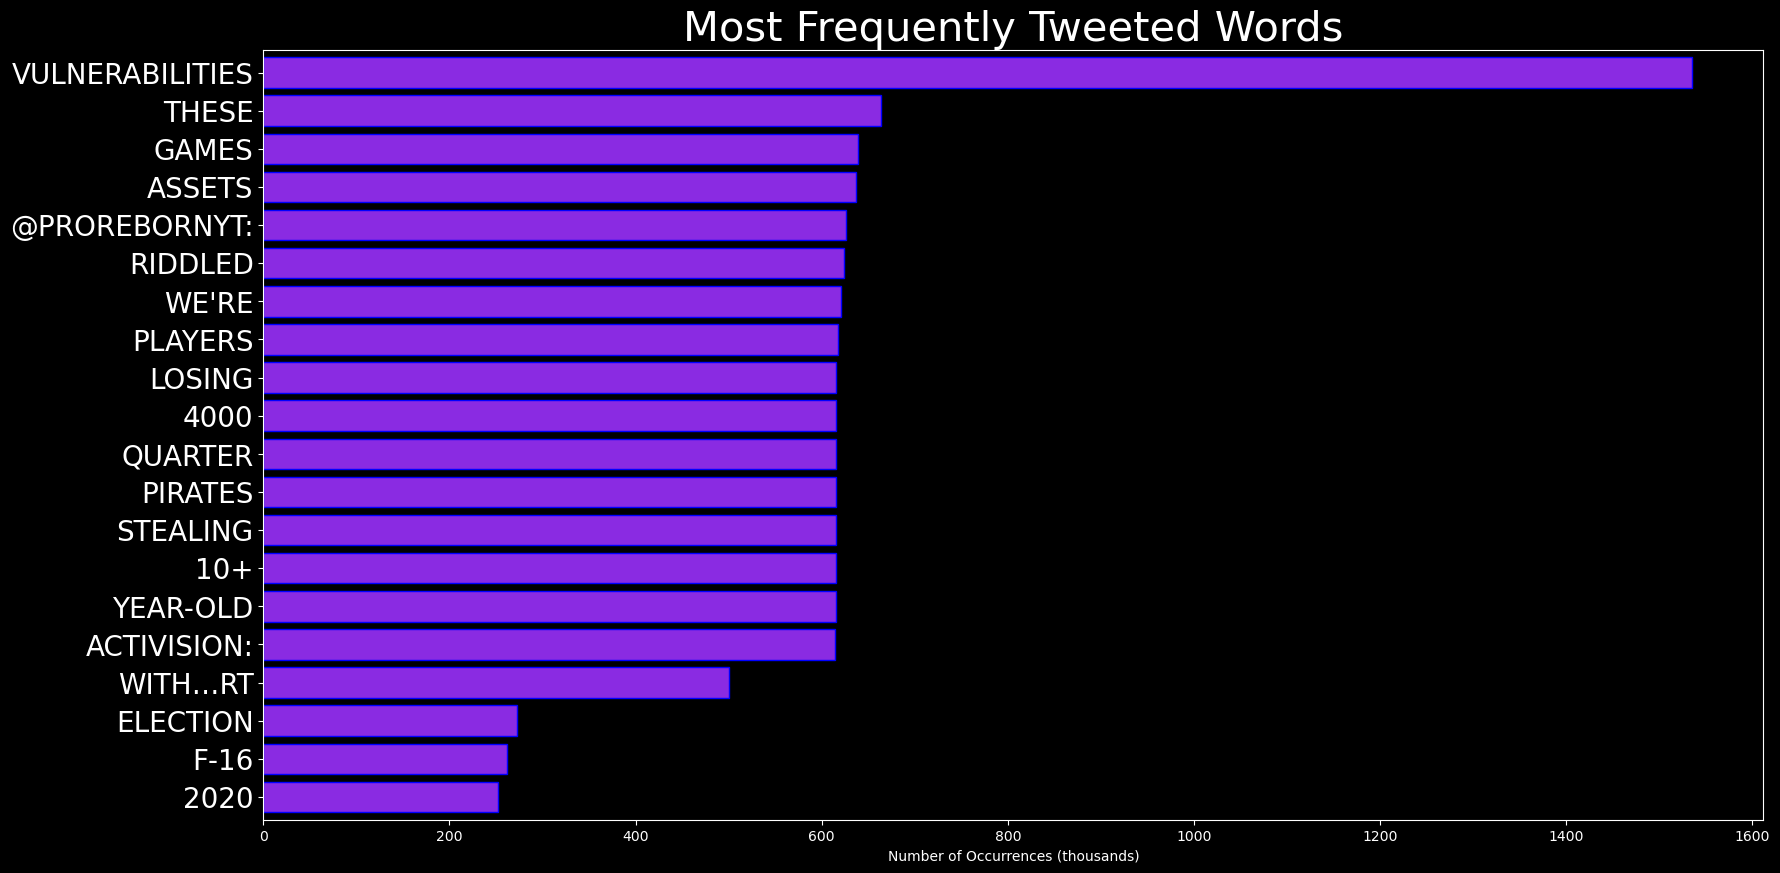 Most Frequently Tweeted Words
VULNERABILITIES
THESE
GAMES
ASSETS
@PROREBORNYT:
RIDDLED
WE'RE
PLAYERS
LOSING
4000
QUARTER
PIRATES
STEALING
10+
YEAR-OLD
ACTIVISION:
WITH…RT
ELECTION
F-16
2020
0 200 400 600 800 1000 1200 1400 1600
Number of Occurrences (thousands)